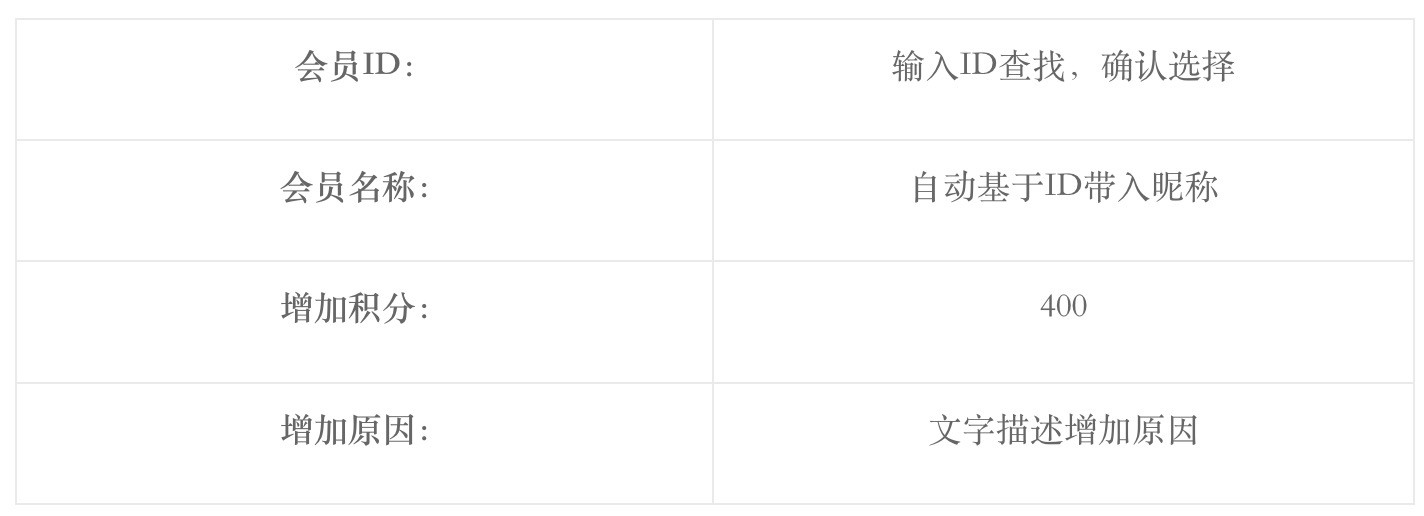 会员ID：
输入ID查找，确认选择
会员名称：
自动基于ID带入昵称
增加积分：
400
增加原因：
文字描述增加原因